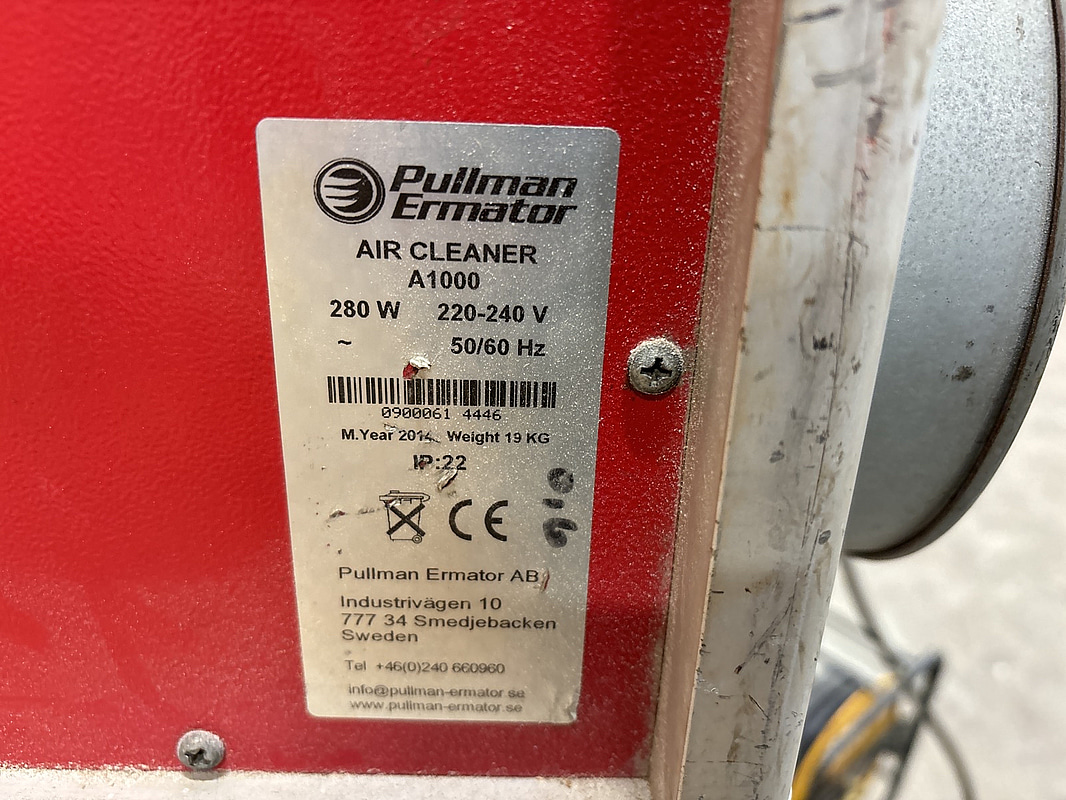 Pullman
Ermator
AIR CLEANER
A1000
280 W 220-240 V
~ 50/60 Hz
0900061 4446
M.Year 2014 Weight 19 KG
IP:22
CE
Pullman Ermator AB
Industrivägen 10
777 34 Smedjebacken
Sweden
Tel +46(0)240 660960
info@pullman-ermator.se
www.pullman-ermator.se